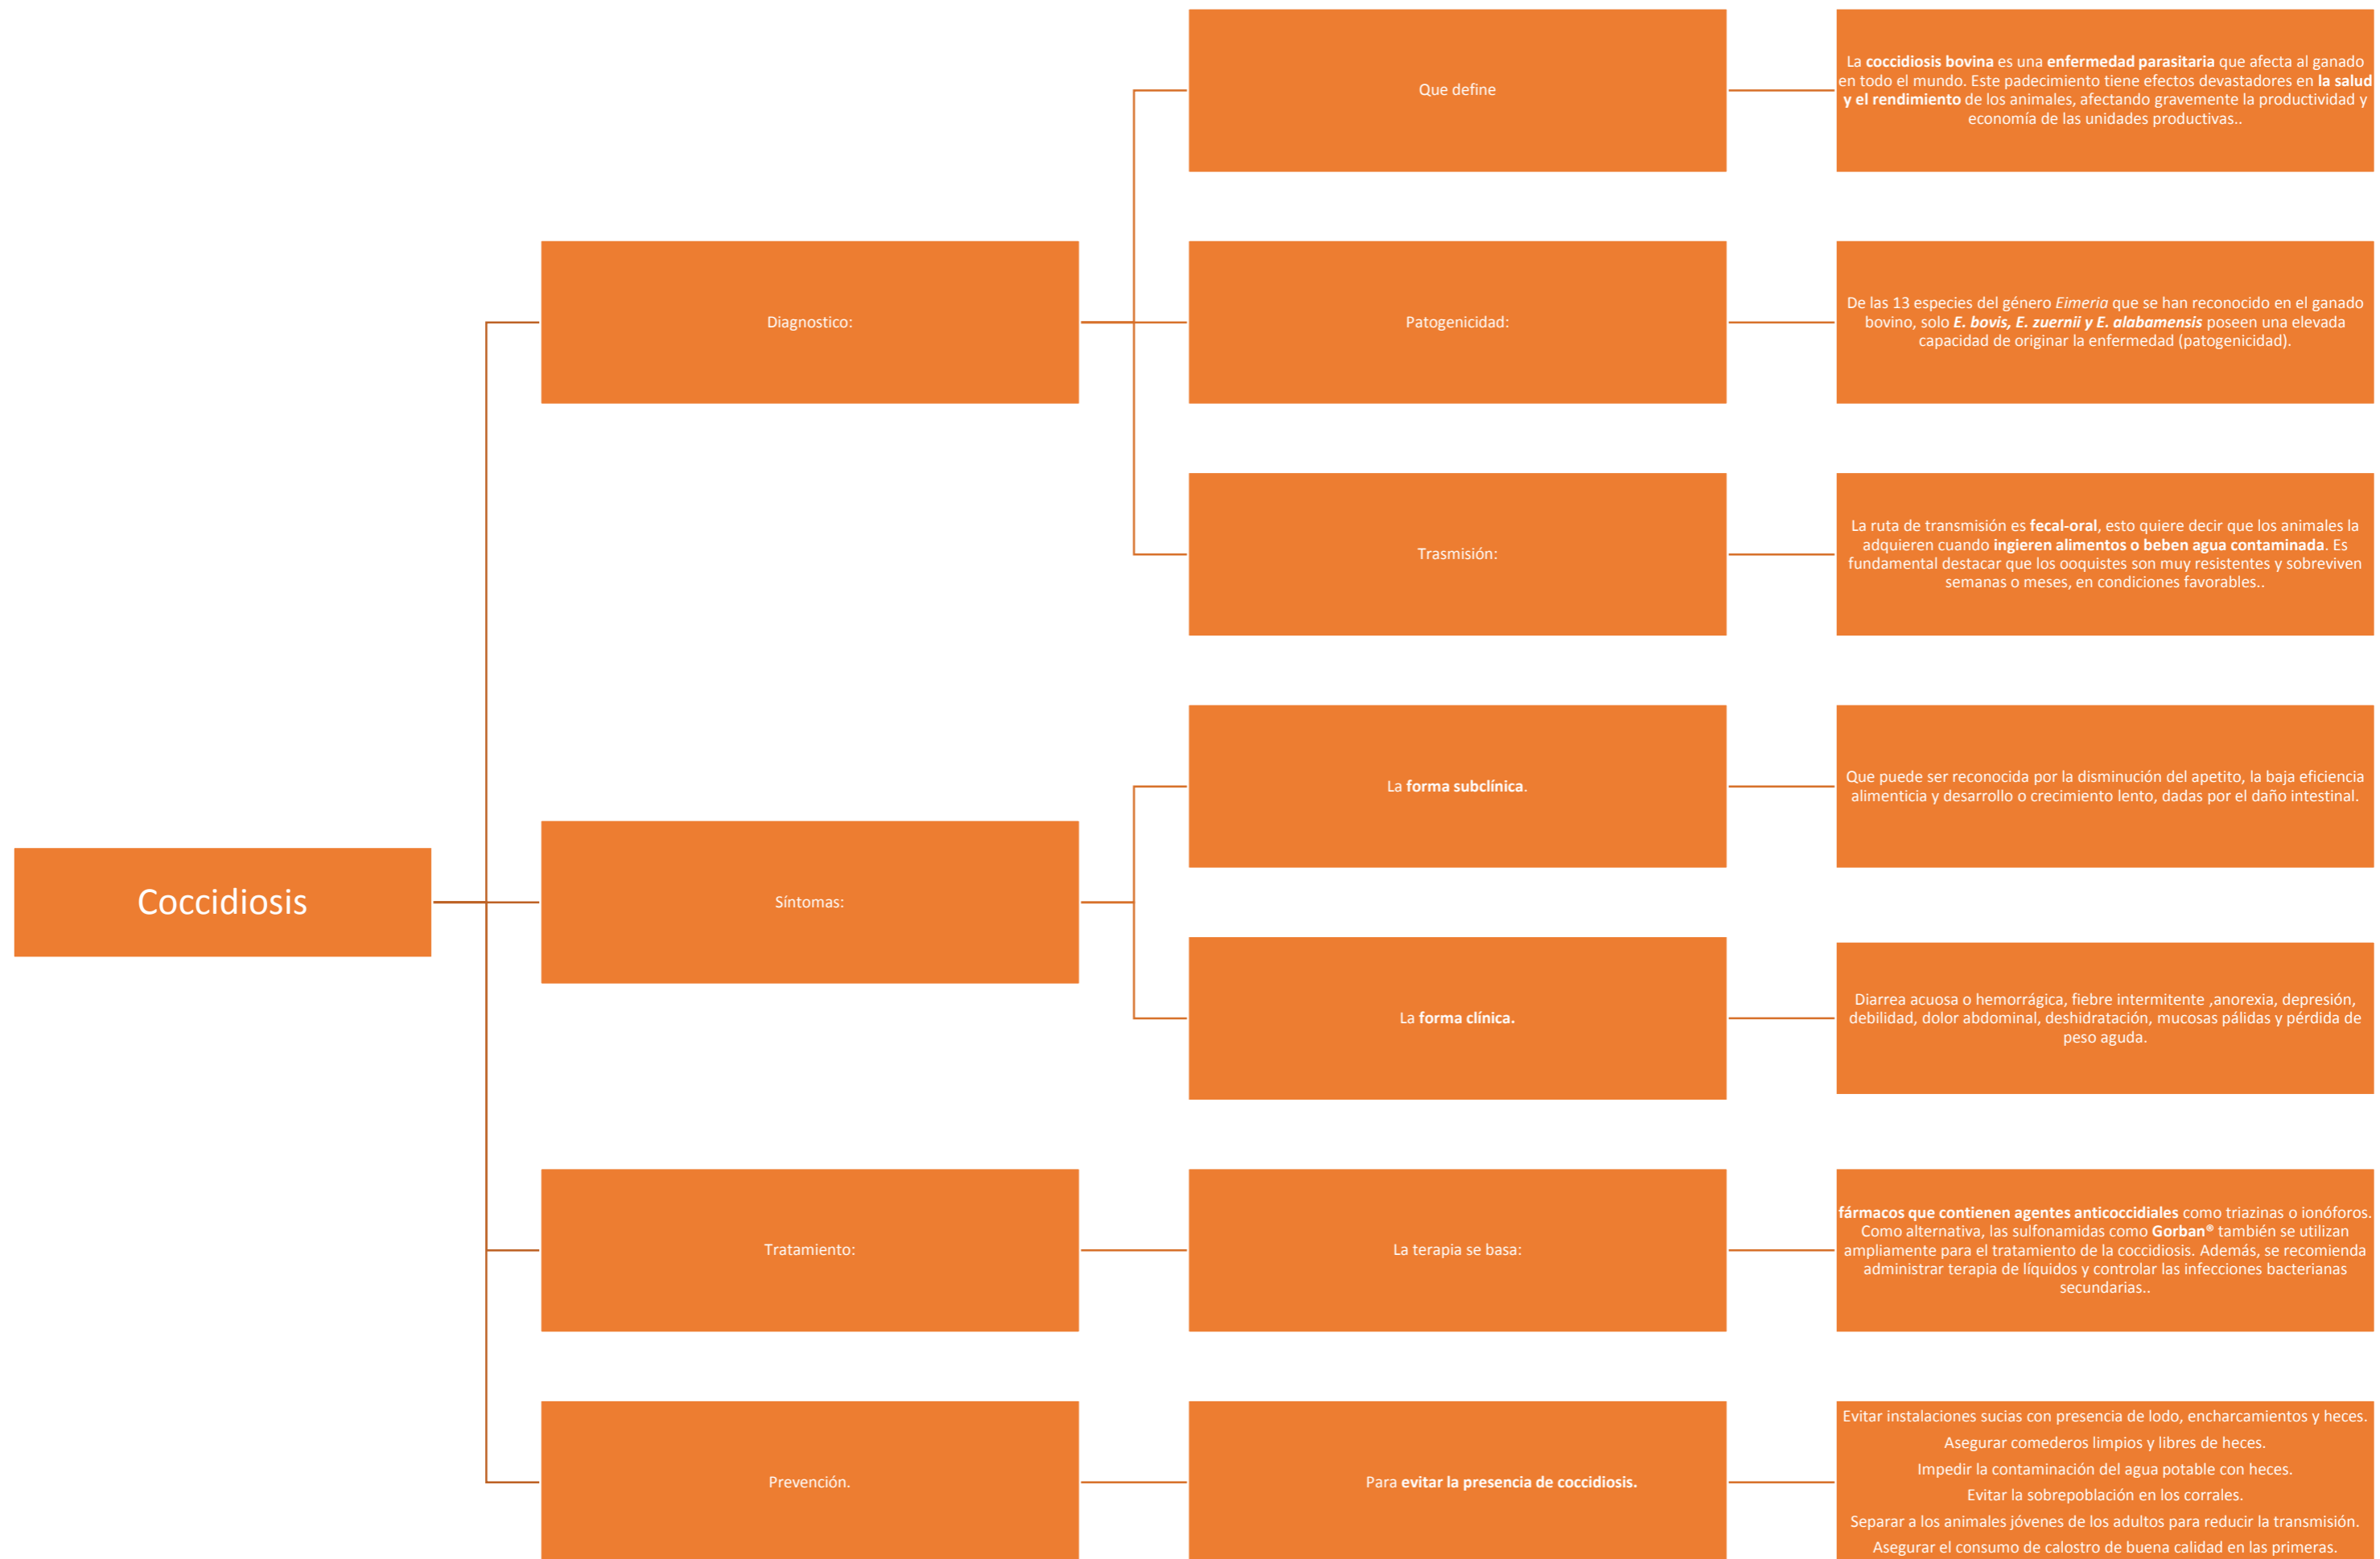 Coccidiosis
Diagnostico:
Que define
La coccidiosis bovina es una enfermedad parasitaria que afecta al ganado
en todo el mundo. Este padecimiento tiene efectos devastadores en la salud
y el rendimiento de los animales, afectando gravemente la productividad y
economía de las unidades productivas..
Patogenicidad:
De las 13 especies del género Eimeria que se han reconocido en el ganado
bovino, solo E. bovis, E. zuernii y E. alabamensis poseen una elevada
capacidad de originar la enfermedad (patogenicidad).
Trasmisión:
La ruta de transmisión es fecal-oral, esto quiere decir que los animales la
adquieren cuando ingieren alimentos o beben agua contaminada. Es
fundamental destacar que los ooquistes son muy resistentes y sobreviven
semanas o meses, en condiciones favorables..
Síntomas:
La forma subclínica.
Que puede ser reconocida por la disminución del apetito, la baja eficiencia
alimenticia y desarrollo o crecimiento lento, dadas por el daño intestinal.
La forma clínica.
Diarrea acuosa o hemorrágica, fiebre intermitente ,anorexia, depresión,
debilidad, dolor abdominal, deshidratación, mucosas pálidas y pérdida de
peso aguda.
Tratamiento:
La terapia se basa:
fármacos que contienen agentes anticoccidiales como triazinas o ionóforos.
Como alternativa, las sulfonamidas como Gorban® también se utilizan
ampliamente para el tratamiento de la coccidiosis. Además, se recomienda
administrar terapia de líquidos y controlar las infecciones bacterianas
secundarias..
Prevención.
Para evitar la presencia de coccidiosis.
Evitar instalaciones sucias con presencia de lodo, encharcamientos y heces.
Asegurar comederos limpios y libres de heces.
Impedir la contaminación del agua potable con heces.
Evitar la sobrepoblación en los corrales.
Separar a los animales jóvenes de los adultos para reducir la transmisión.
Asegurar el consumo de calostro de buena calidad en las primeras.